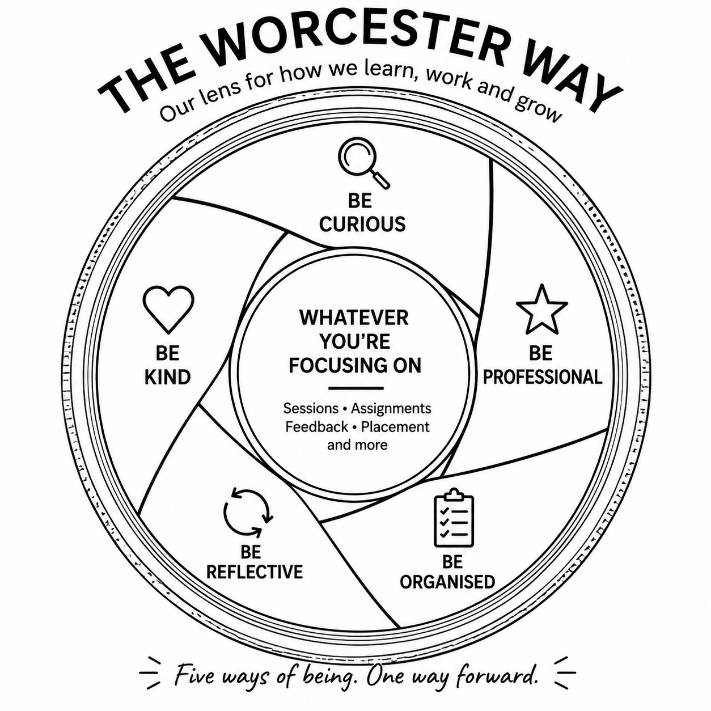 THE WORCESTER WAY
Our lens for how we learn, work and grow
BE
CURIOUS
BE
KIND
BE
PROFESSIONAL
WHATEVER
YOU'RE
FOCUSING ON
Sessions • Assignments
Feedback • Placement
and more
BE
REFLECTIVE
BE
ORGANISED
Five ways of being. One way forward.